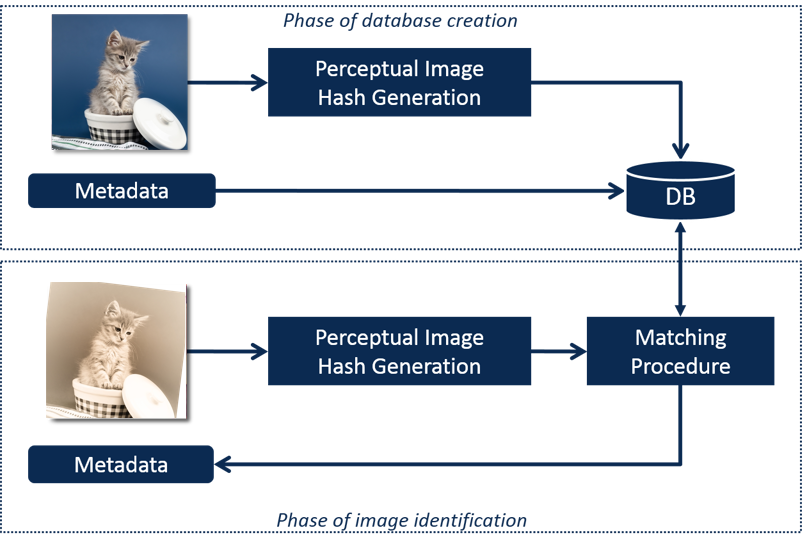 Phase of database creation
Perceptual Image
Hash Generation
Metadata
DB
Perceptual Image
Hash Generation
Matching
Procedure
Metadata
Phase of image identification